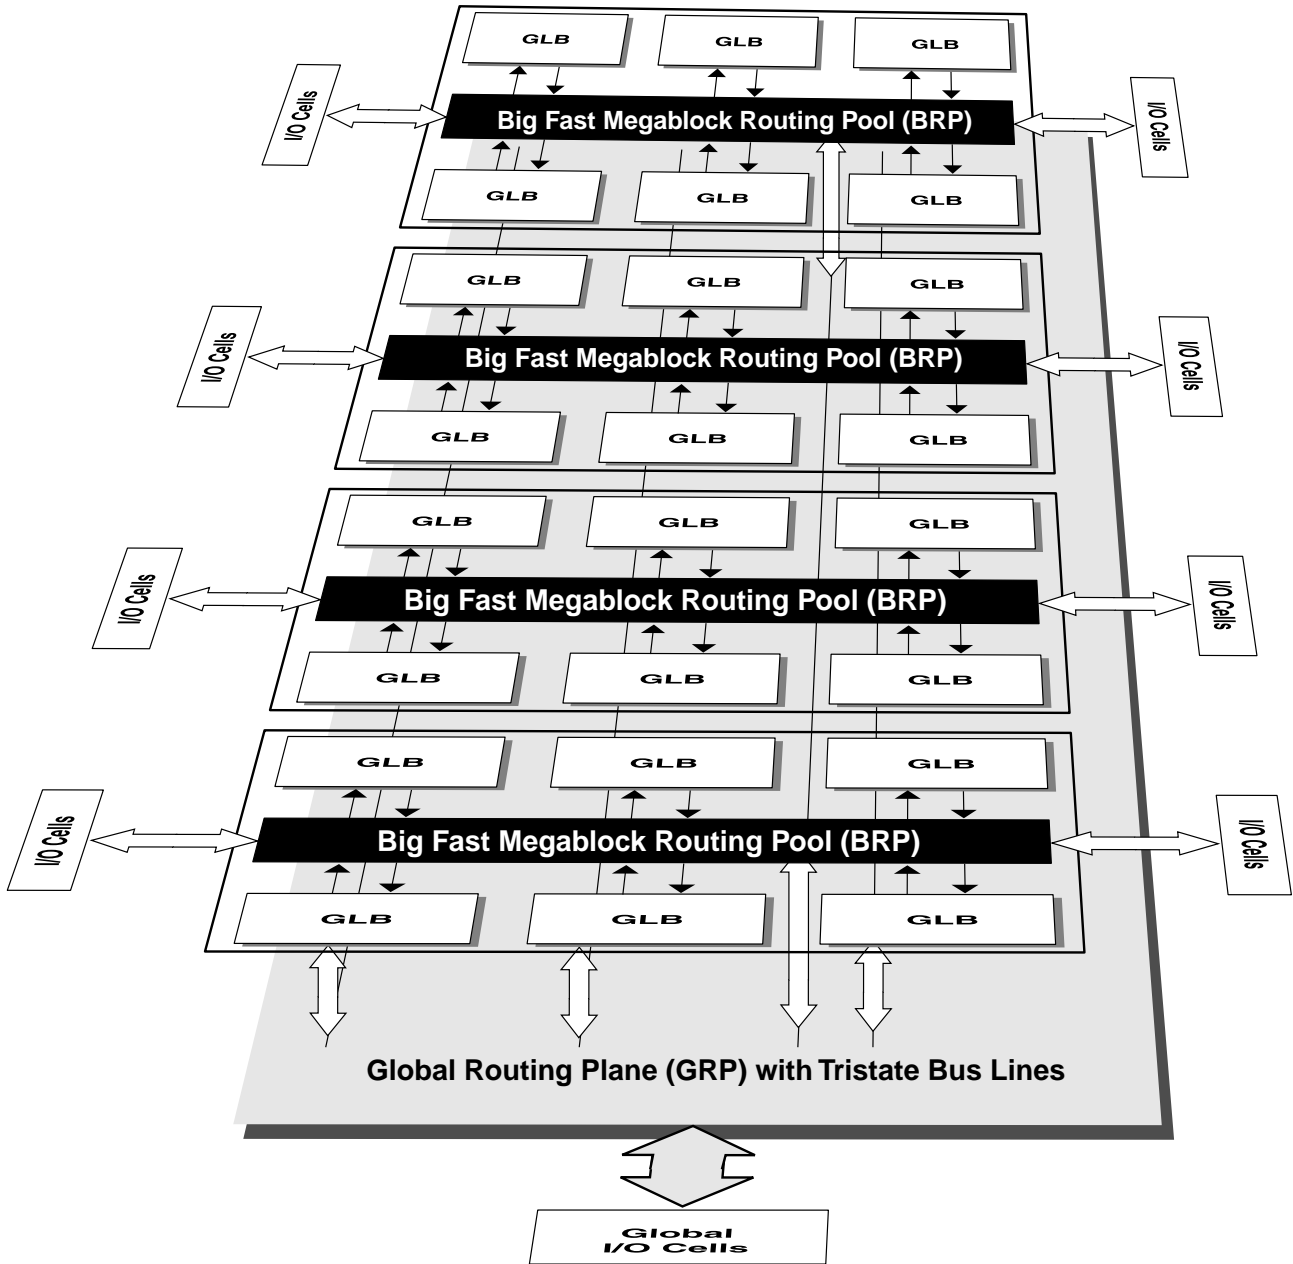 GLB GLB GLB
I/O Cells Big Fast Megablock Routing Pool (BRP) I/O Cells
GLB GLB GLB
GLB GLB GLB
I/O Cells Big Fast Megablock Routing Pool (BRP) I/O Cells
GLB GLB GLB
GLB GLB GLB
I/O Cells Big Fast Megablock Routing Pool (BRP) I/O Cells
GLB GLB GLB
GLB GLB GLB
I/O Cells Big Fast Megablock Routing Pool (BRP) I/O Cells
GLB GLB GLB
Global Routing Plane (GRP) with Tristate Bus Lines
Global
I/O Cells